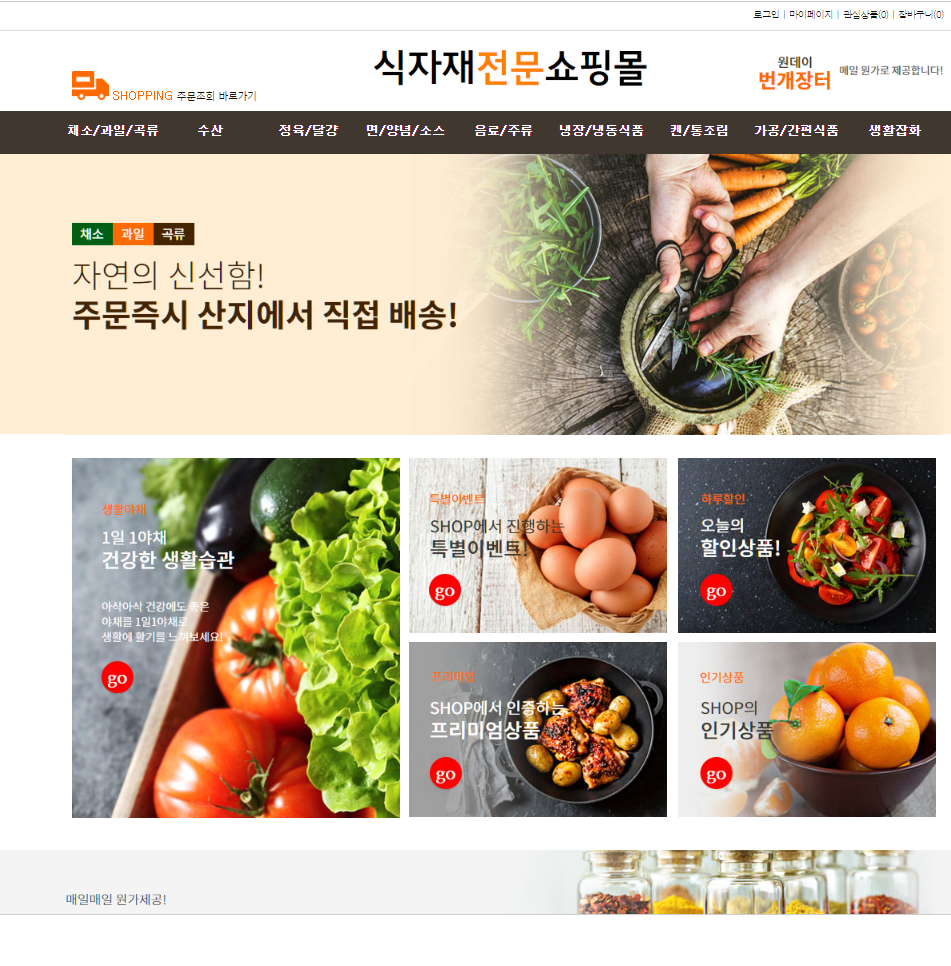 로그인 | 마이페이지 | 관심상품(0) | 장바구니(0)
식자재전문쇼핑몰
원데이
번개장터 매일 원가로 제공합니다!
SHOPPING 주문조회 바로가기
채소/과일/곡류 수산 정육/달걀 면/양념/소스 음료/주류 냉장/냉동식품 캔/통조림 가공/간편식품 생활잡화
채소 과일 곡류
자연의 신선함!
주문즉시 산지에서 직접 배송!
생활야채
1일 1야채
건강한 생활습관
아삭아삭 건강에도 좋은
야채를 1일1야채로
생활에 활기를 느껴보세요!
go
특별이벤트
SHOP에서 진행하는
특별이벤트!
go
하루할인
오늘의
할인상품!
go
프리미엄
SHOP에서 인증하는
프리미엄상품
go
인기상품
SHOP의
인기상품
go
매일매일 원가제공!